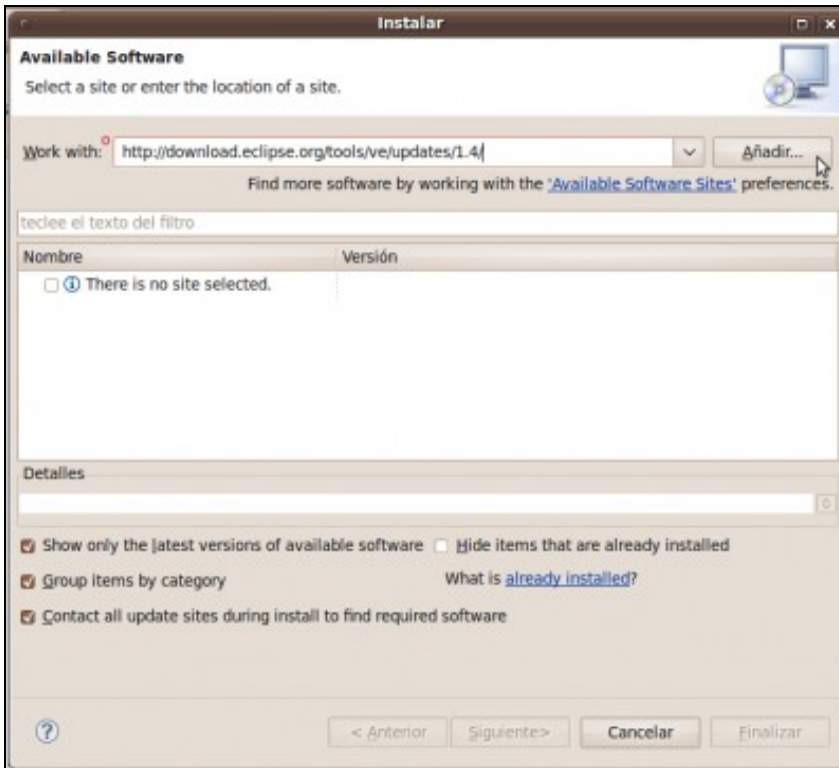 Instalar
Available Software
Select a site or enter the location of a site.
Work with: http://download.eclipse.org/tools/ve/updates/1.4/ Añadir...
Find more software by working with the 'Available Software Sites' preferences.
teclee el texto del filtro
Nombre Versión
There is no site selected.
Detalles
Show only the latest versions of available software Hide items that are already installed
Group items by category What is already installed?
Contact all update sites during install to find required software
? < Anterior Siguiente> Cancelar Finalizar